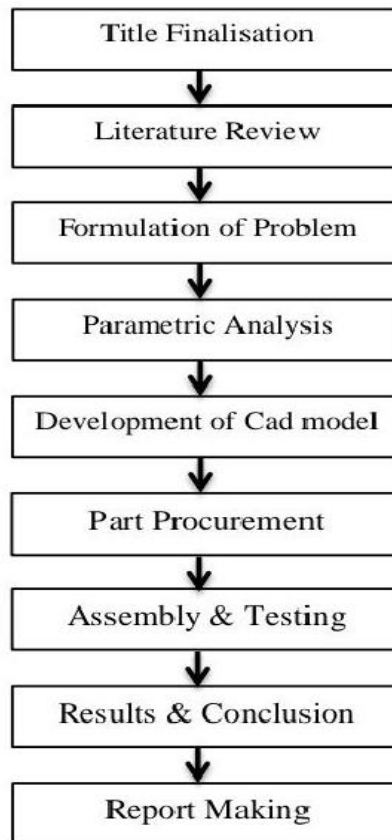 Title Finalisation
Literature Review
Formulation of Problem
Parametric Analysis
Development of Cad model
Part Procurement
Assembly & Testing
Results & Conclusion
Report Making